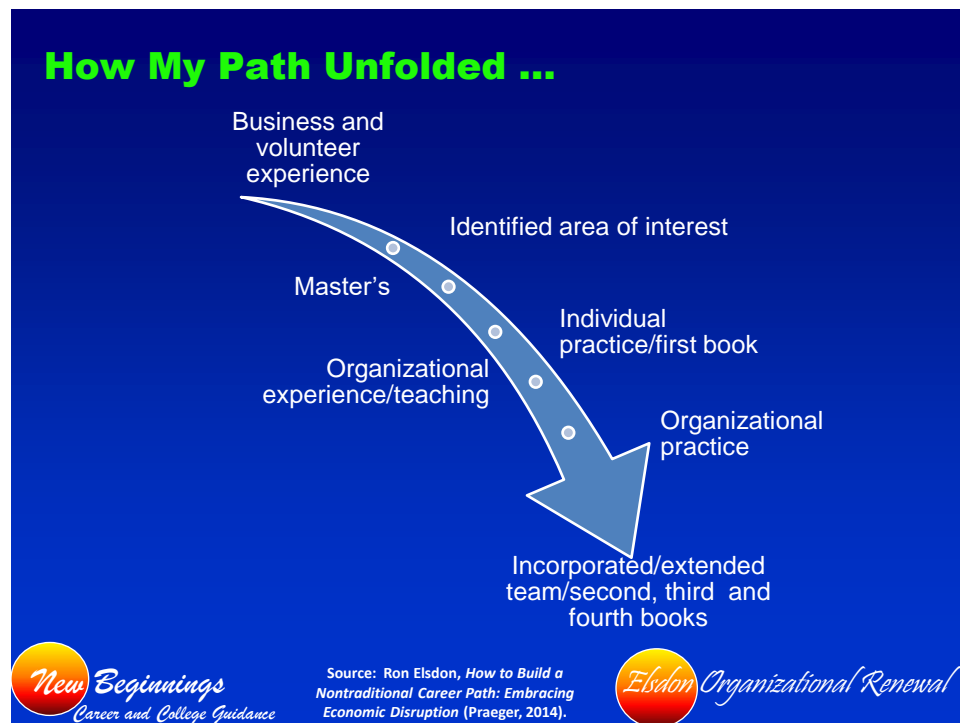 How My Path Unfolded ...
Business and
volunteer
experience
Identified area of interest
Master’s
Individual
practice/first book
Organizational
experience/teaching
Organizational
practice
Incorporated/extended
team/second, third  and
fourth books
New Beginnings
Career and College Guidance
Source:  Ron Elsdon, How to Build a
Nontraditional Career Path: Embracing
Economic Disruption (Praeger, 2014).
Elsdon Organizational Renewal